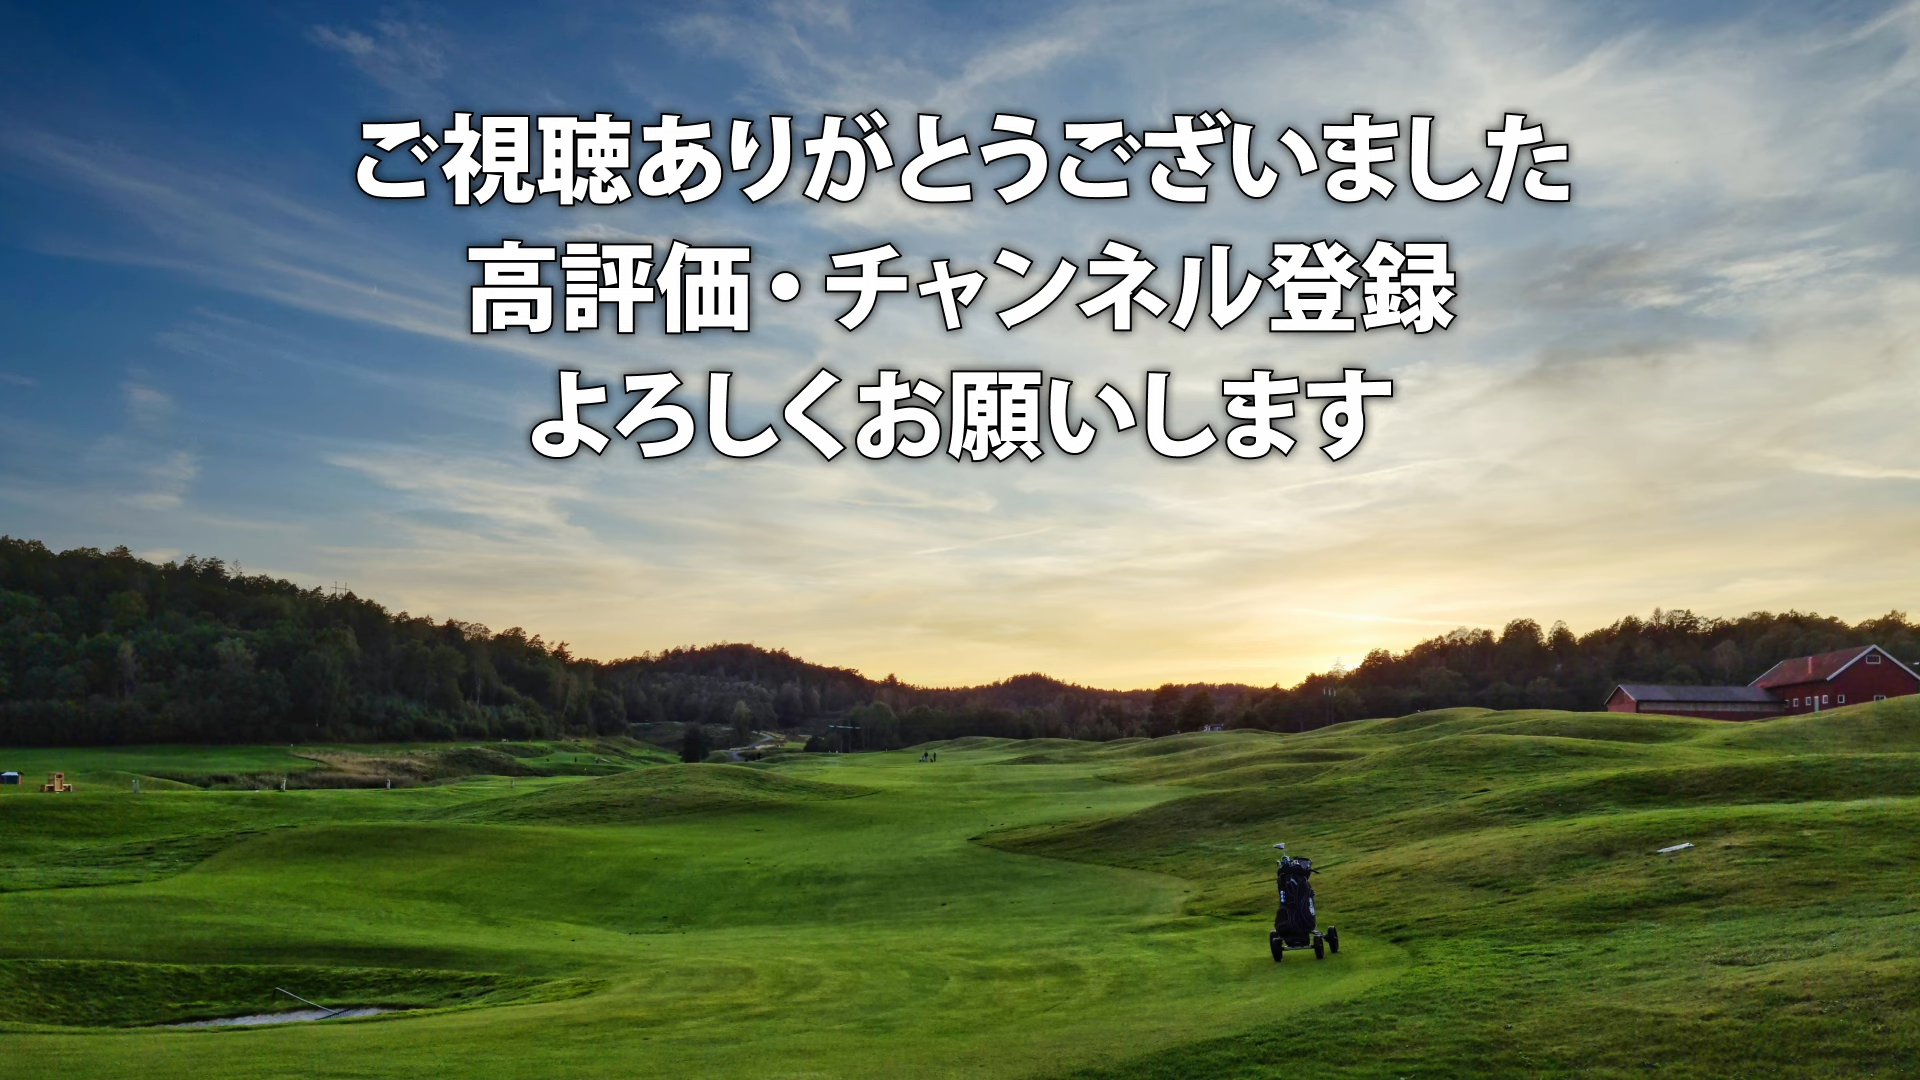 ご視聴ありがとうございました
高評価・チャンネル登録
よろしくお願いします